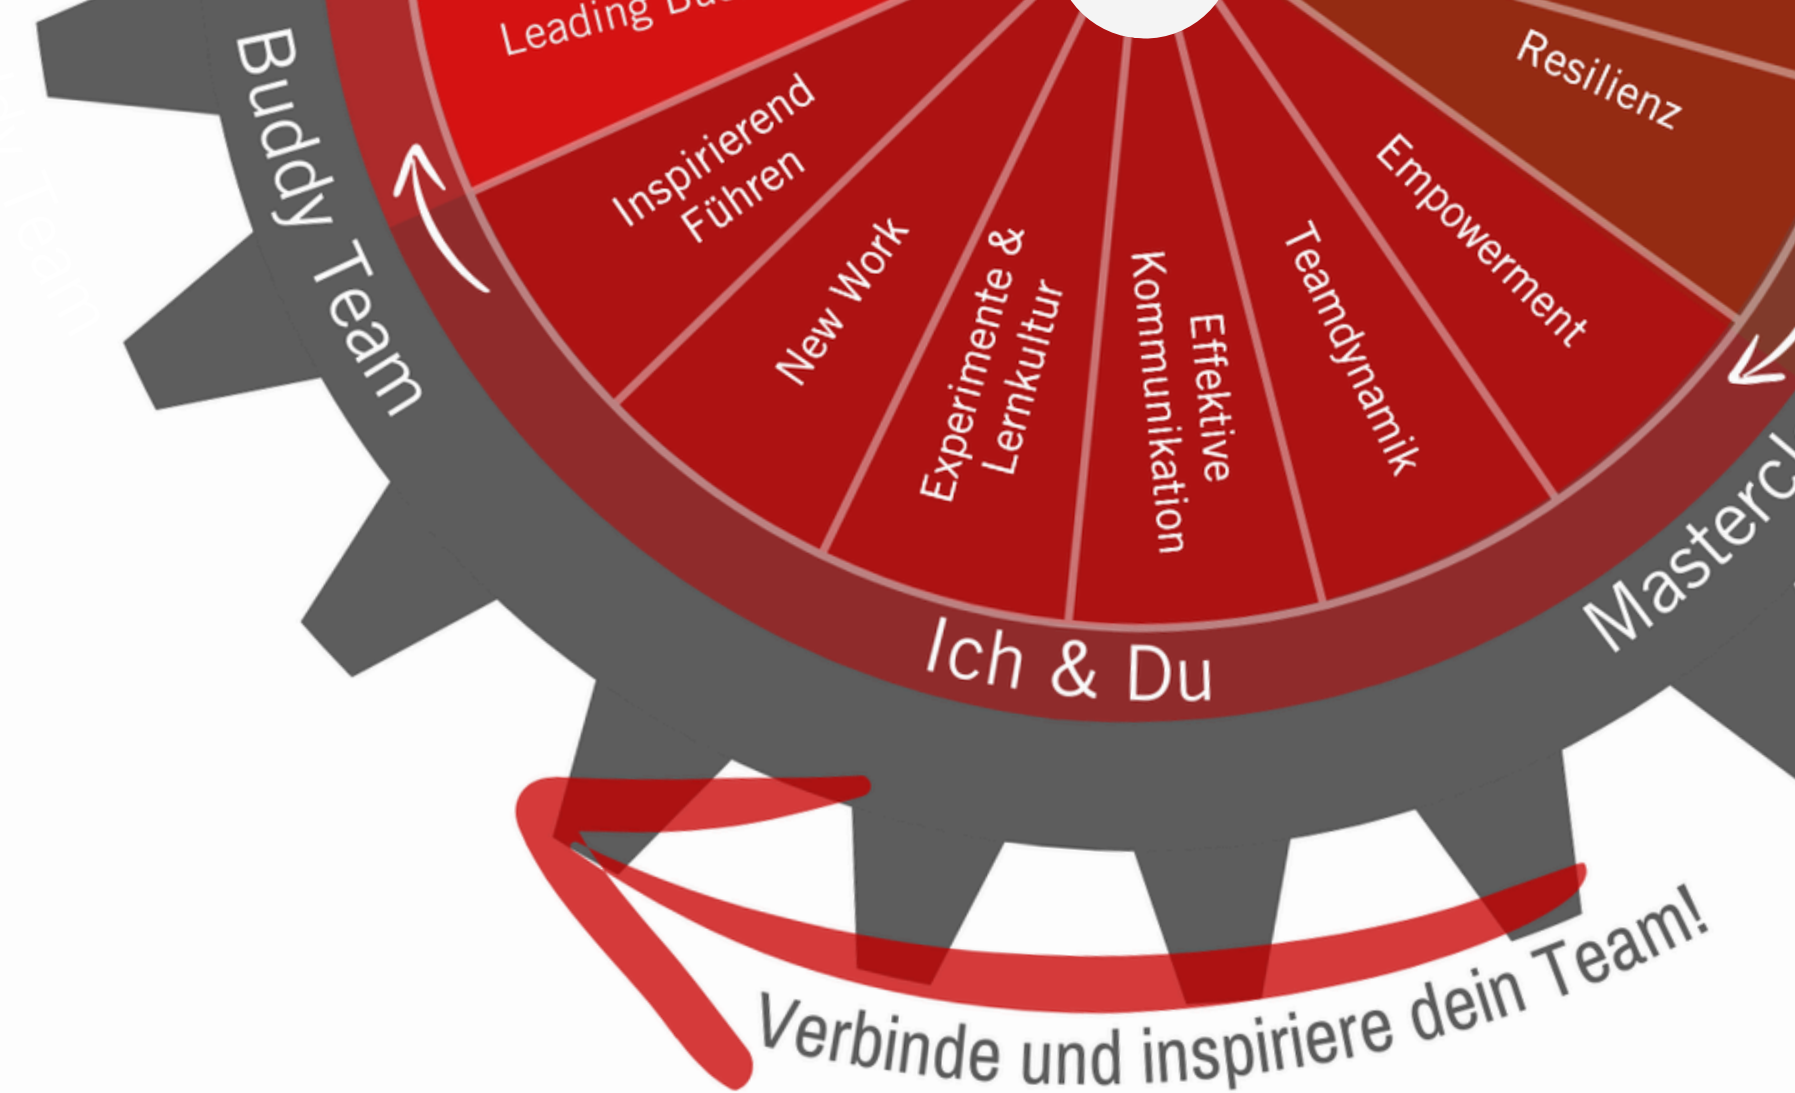 Leading
Inspirierend
Führen
New Work
Experimente &
Lernkultur
Effektive
Kommunikation
Teamdynamik
Empowerment
Resilienz
Buddy Team
Ich & Du
Verbinde und inspiriere dein Team!